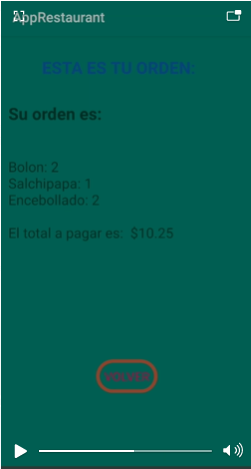 AppRestaurant
ESTA ES TU ORDEN:
Su orden es:
Bolon: 2
Salchipapa: 1
Encebollado: 2
El total a pagar es: $10.25
VOLVER